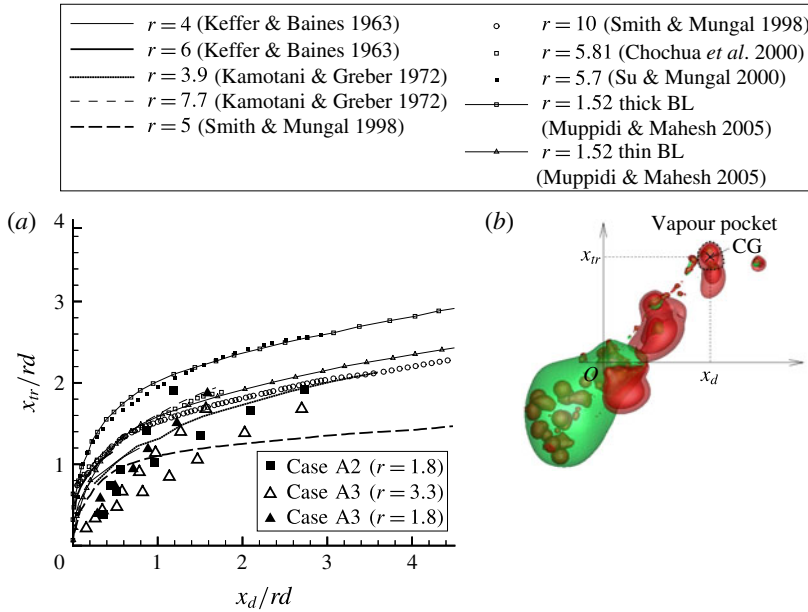 r = 4 (Keffer & Baines 1963)
r = 6 (Keffer & Baines 1963)
r = 3.9 (Kamotani & Greber 1972)
r = 7.7 (Kamotani & Greber 1972)
r = 5 (Smith & Mungal 1998)
r = 10 (Smith & Mungal 1998)
r = 5.81 (Chochua et al. 2000)
r = 5.7 (Su & Mungal 2000)
r = 1.52 thick BL
(Muppidi & Mahesh 2005)
r = 1.52 thin BL
(Muppidi & Mahesh 2005)
(a)
4
3
2
1
0
x_tr/rd
0 1 2 3 4
x_d/rd
Case A2 (r = 1.8)
Case A3 (r = 3.3)
Case A3 (r = 1.8)
(b)
Vapour pocket
CG
x_tr
O
x_d